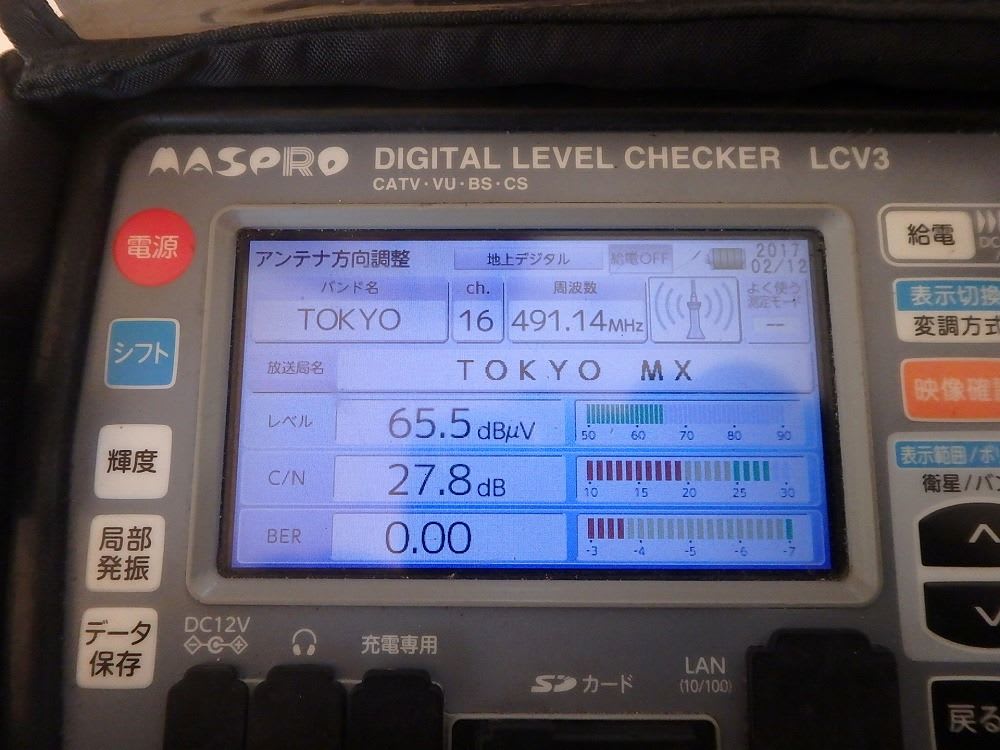 MASPRO DIGITAL LEVEL CHECKER LCV3
CATV・VU・BS・CS
電源
シフト
輝度
局部
発振
データ
保存
アンテナ方向調整 地上デジタル 給電OFF 2017
02/12
バンド名 ch. 周波数 よく使う
測定モード
TOKYO 16 491.14MHz --
放送局名 TOKYO MX
レベル 65.5 dBμV
50 60 70 80 90
C/N 27.8 dB
10 15 20 25 30
BER 0.00
-3 -4 -5 -6 -7
給電
DC
表示切換
変調方式
映像確
表示範囲/ボ
衛星/バン
戻る
DC12V
充電専用
SDカード
LAN
(10/100)